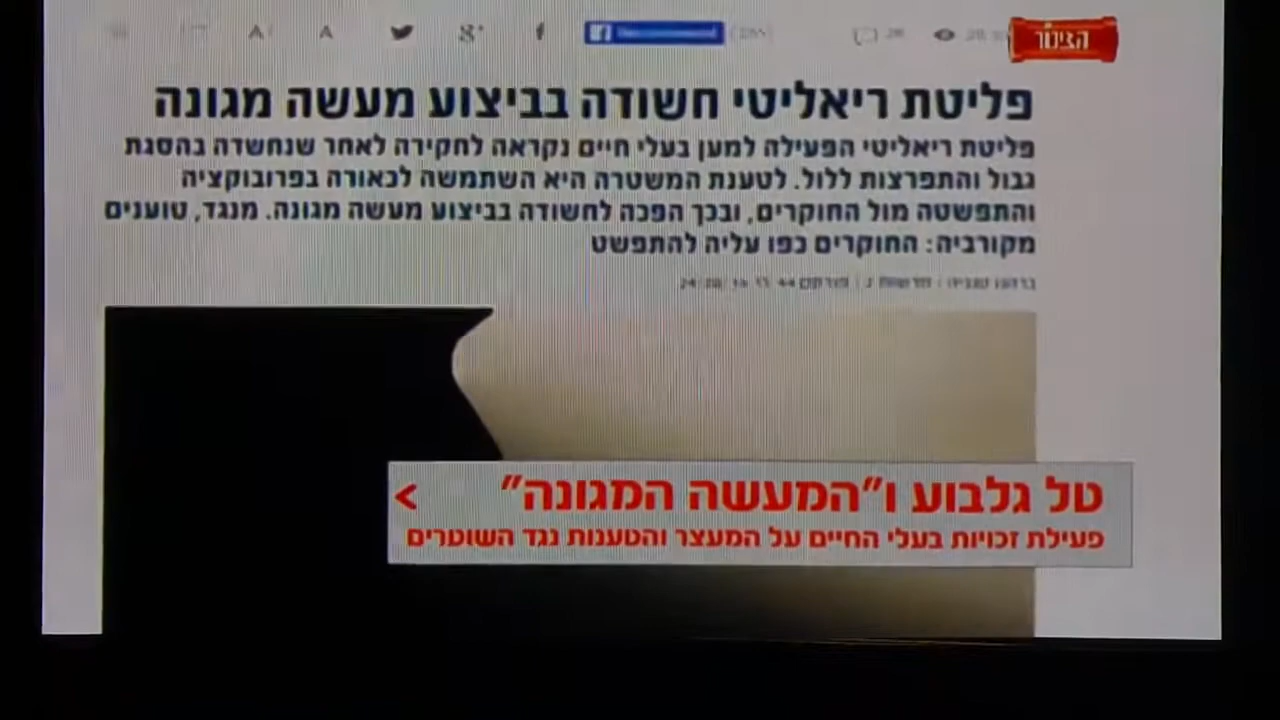 הצינור
פליטת ריאליטי חשודה בביצוע מעשה מגונה
פליטת ריאליטי הפעילה למען בעלי חיים נקראה לחקירה לאחר שנחשדה בהסגת
גבול והתפרצות ללול. לטענת המשטרה היא השתמשה לכאורה בפרובוקציה
והתפשטה מול החוקרים, ובכך הפכה לחשודה בביצוע מעשה מגונה. מנגד, טוענים
מקורביה: החוקרים כפו עליה להתפשט
טל גלבוע ו"המעשה המגונה"
פעילת זכויות בעלי החיים על המעצר והטענות נגד השוטרים